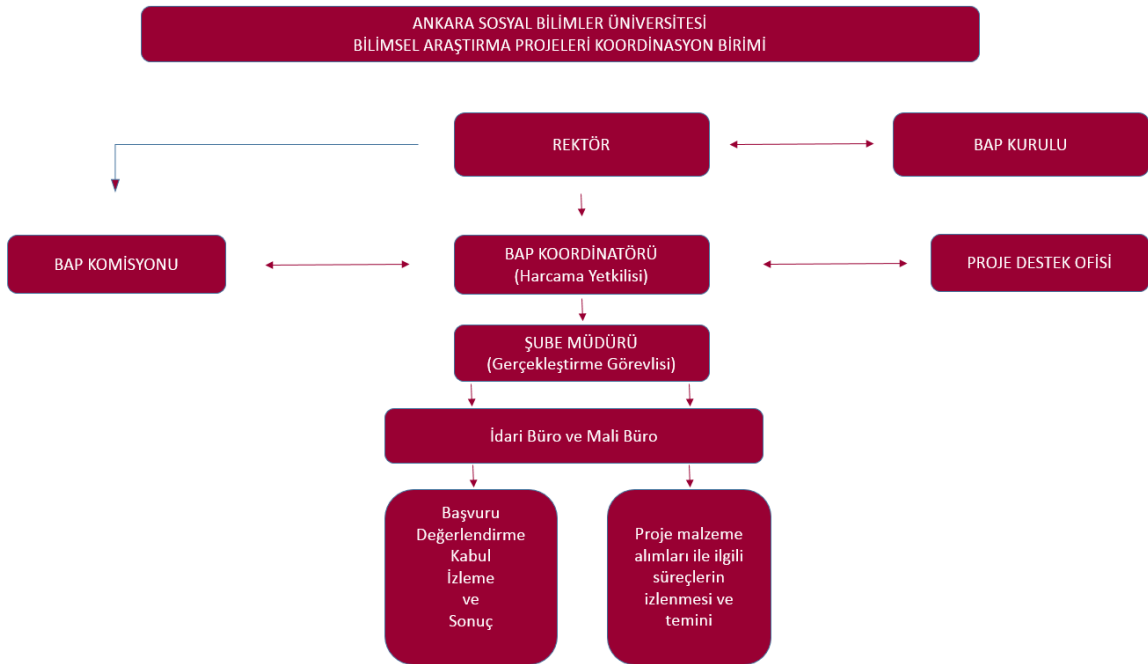 ANKARA SOSYAL BİLİMLER ÜNİVERSİTESİ
BİLİMSEL ARAŞTIRMA PROJELERİ KOORDİNASYON BİRİMİ
REKTÖR
BAP KURULU
BAP KOMİSYONU
BAP KOORDİNATÖRÜ
(Harcama Yetkilisi)
PROJE DESTEK OFİSİ
ŞUBE MÜDÜRÜ
(Gerçekleştirme Görevlisi)
İdari Büro ve Mali Büro
Başvuru
Değerlendirme
Kabul
İzleme
ve
Sonuç
Proje malzeme
alımları ile ilgili
süreçlerin
izlenmesi ve
temini